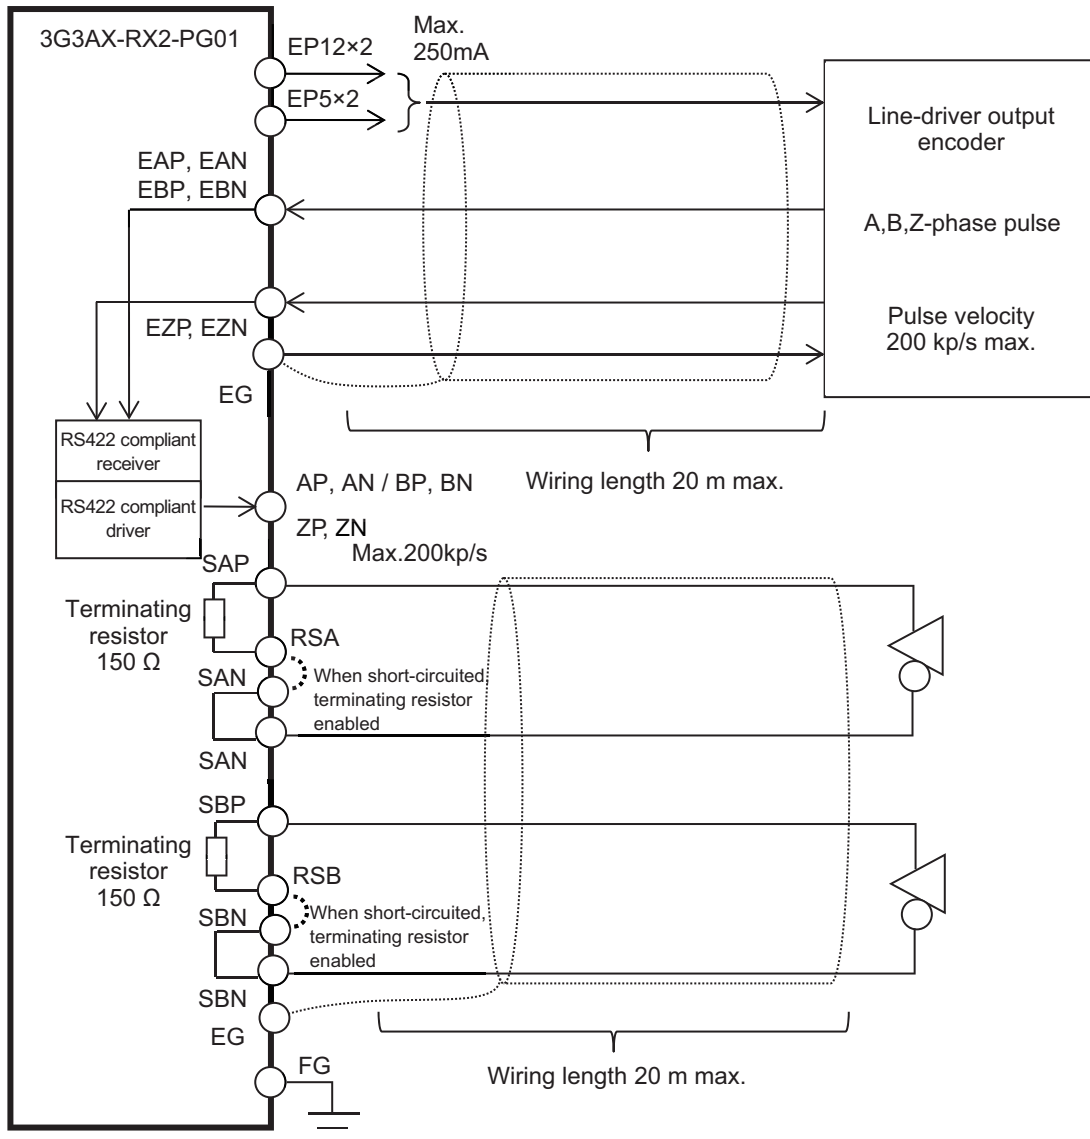 3G3AX-RX2-PG01
EP12×2
EP5×2
Max.
250mA
Line-driver output
encoder
EAP, EAN
EBP, EBN
A,B,Z-phase pulse
EZP, EZN
Pulse velocity
200 kp/s max.
EG
RS422 compliant
receiver
Wiring length 20 m max.
RS422 compliant
driver
AP, AN / BP, BN
ZP, ZN
Max.200kp/s
SAP
Terminating
resistor
150 Ω
RSA
SAN
When short-circuited,
terminating resistor
enabled
SAN
SBP
Terminating
resistor
150 Ω
RSB
SBN
When short-circuited,
terminating resistor
enabled
SBN
EG
FG
Wiring length 20 m max.